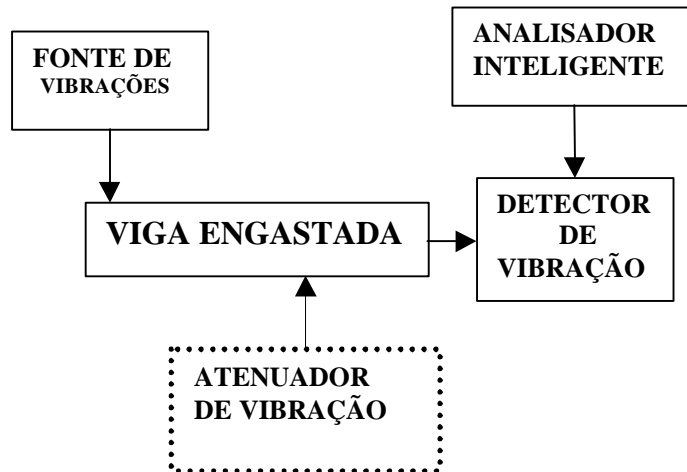 FONTE DE
VIBRAÇÕES
ANALISADOR
INTELIGENTE
VIGA ENGASTADA
DETECTOR
DE
VIBRAÇÃO
ATENUADOR
DE VIBRAÇÃO